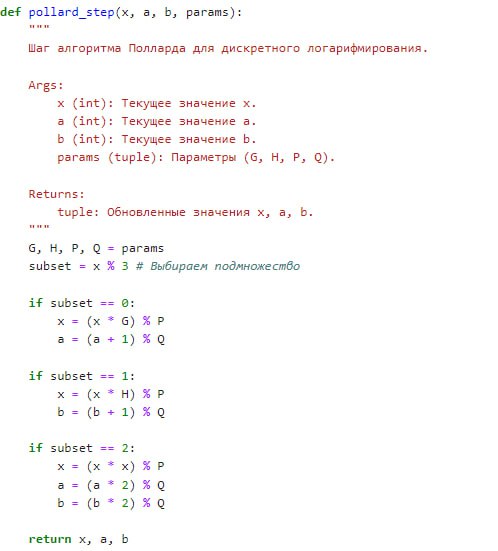 def pollard_step(x, a, b, params):
    """
    Шаг алгоритма Полларда для дискретного логарифмирования.

    Args:
        x (int): Текущее значение x.
        a (int): Текущее значение a.
        b (int): Текущее значение b.
        params (tuple): Параметры (G, H, P, Q).

    Returns:
        tuple: Обновленные значения x, a, b.
    """
    G, H, P, Q = params
    subset = x % 3 # Выбираем подмножество

    if subset == 0:
        x = (x * G) % P
        a = (a + 1) % Q

    if subset == 1:
        x = (x * H) % P
        b = (b + 1) % Q

    if subset == 2:
        x = (x * x) % P
        a = (a * 2) % Q
        b = (b * 2) % Q

    return x, a, b